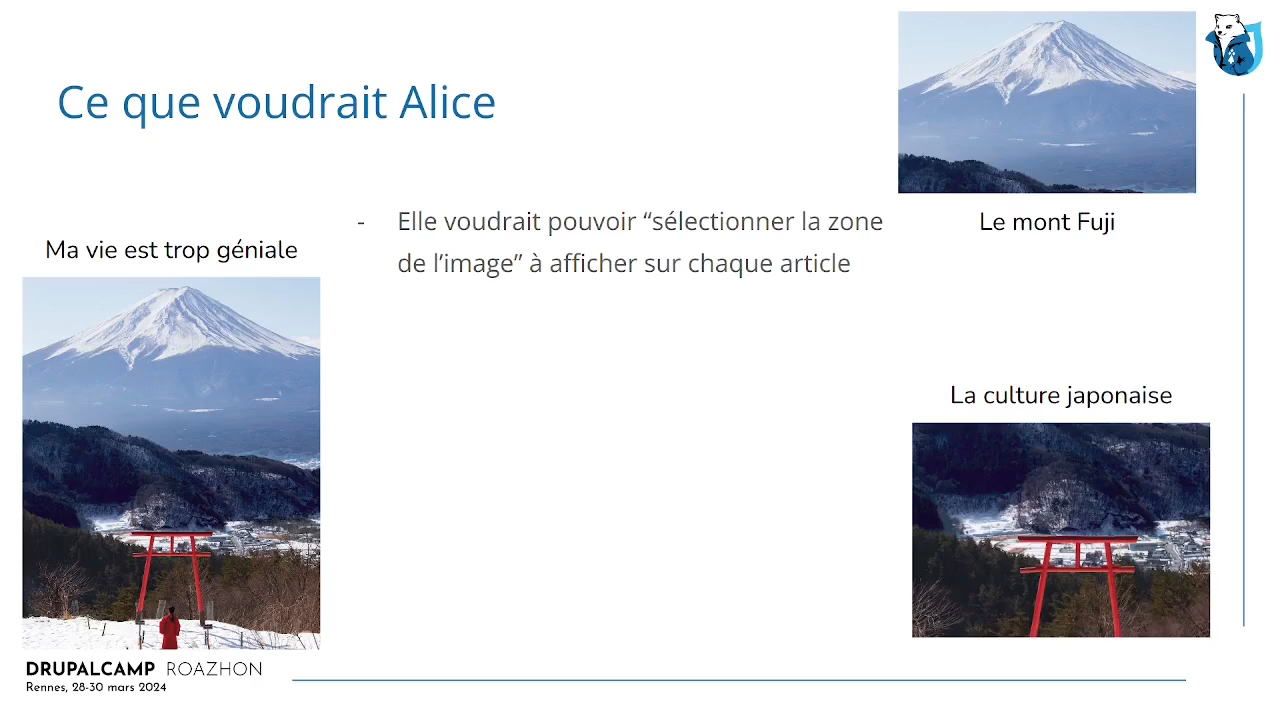 Ce que voudrait Alice
- Elle voudrait pouvoir “sélectionner la zone
de l’image” à afficher sur chaque article
Ma vie est trop géniale
Le mont Fuji
La culture japonaise
DRUPALCAMP ROAZHON
Rennes, 28-30 mars 2024